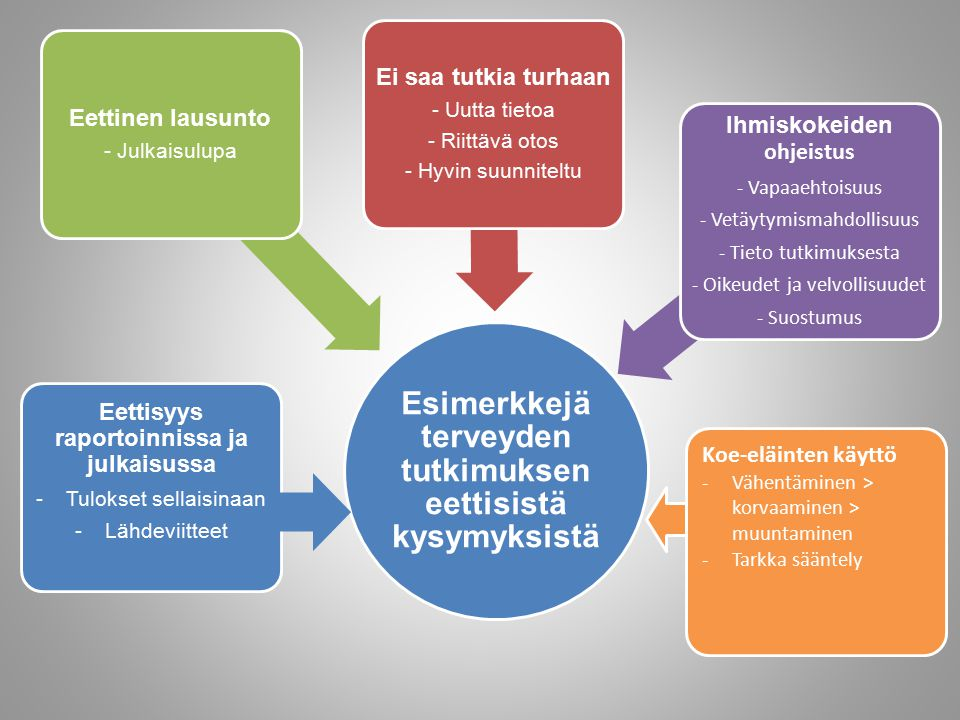 Eettinen lausunto
- Julkaisulupa
Ei saa tutkia turhaan
- Uutta tietoa
- Riittävä otos
- Hyvin suunniteltu
Ihmiskokeiden
ohjeistus
- Vapaaehtoisuus
- Vetäytymismahdollisuus
- Tieto tutkimuksesta
- Oikeudet ja velvollisuudet
- Suostumus
Eettisyys
raportoinnissa ja
julkaisussa
- Tulokset sellaisinaan
- Lähdeviitteet
Esimerkkejä
terveyden
tutkimuksen
eettisistä
kysymyksistä
Koe-eläinten käyttö
- Vähentäminen >
korvaaminen >
muuntaminen
- Tarkka sääntely